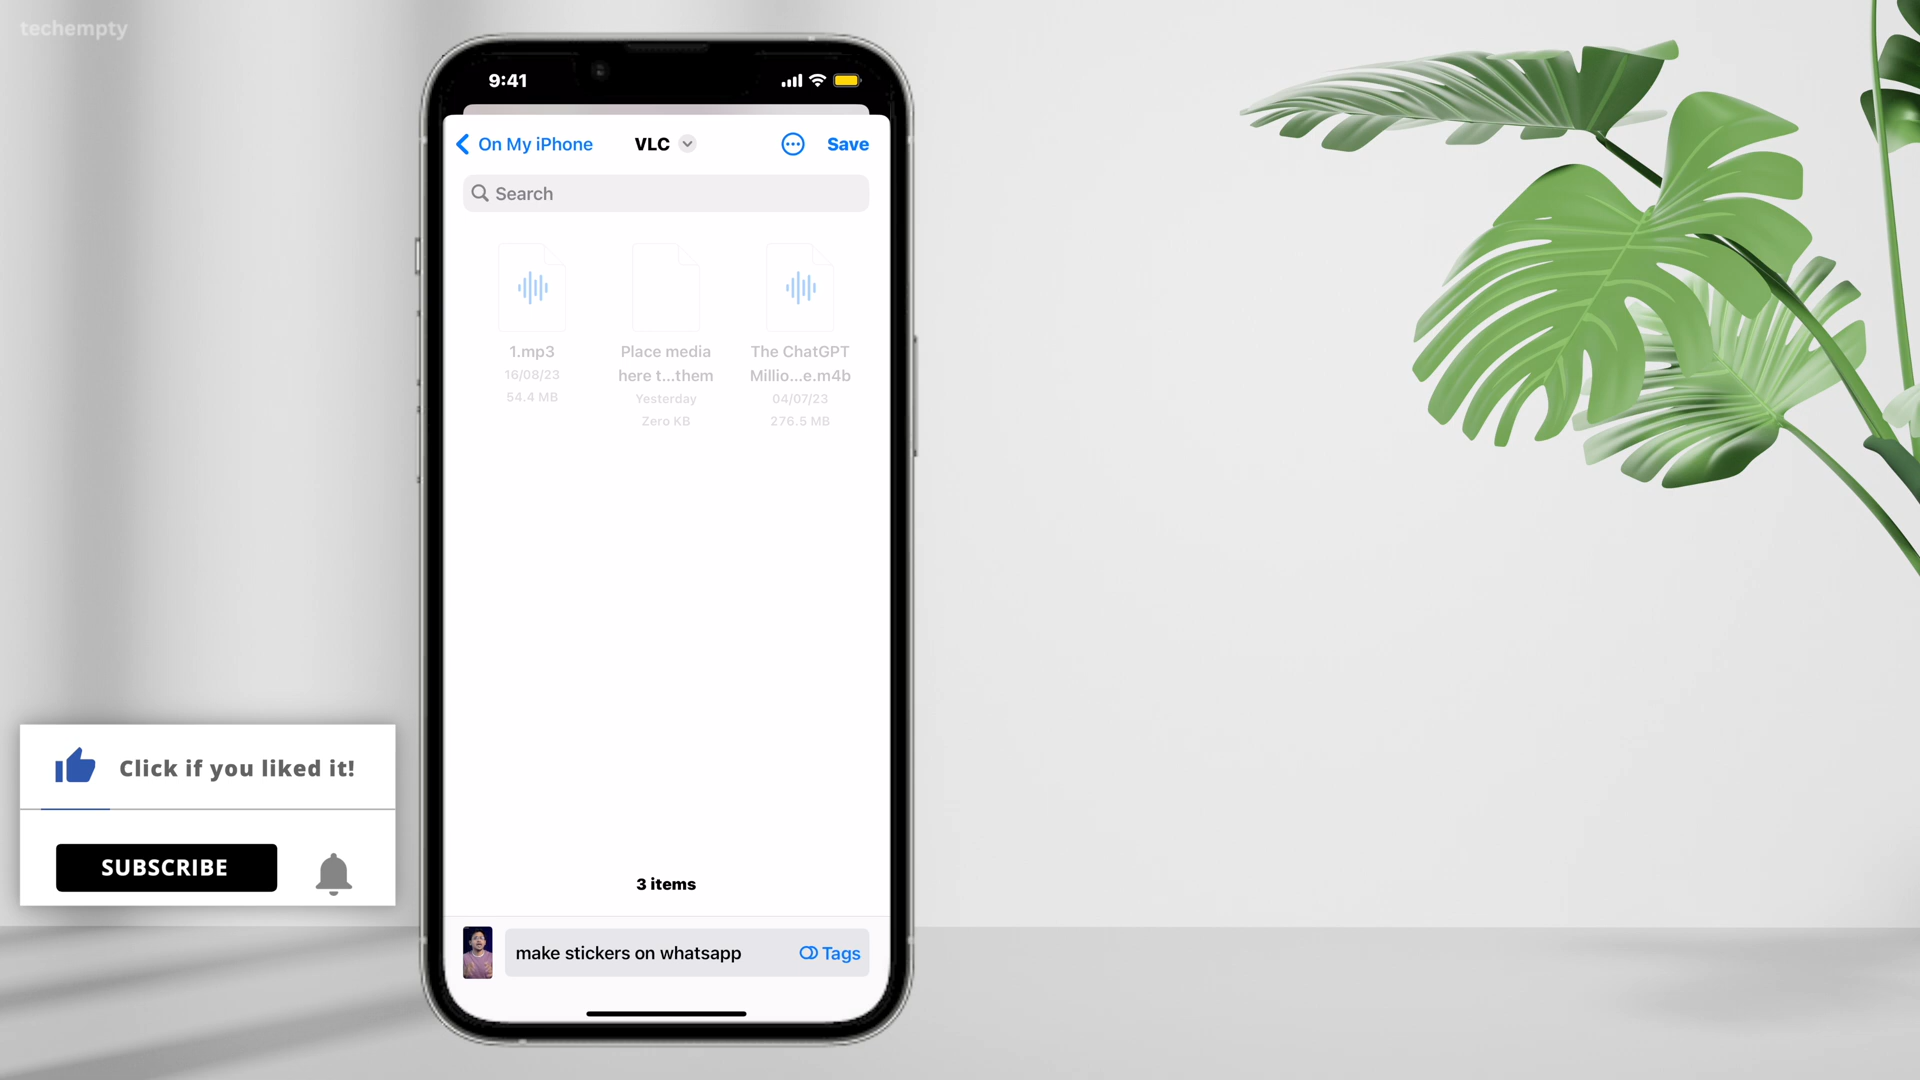 techempty
9:41
On My iPhone
VLC
Save
Search
1.mp3
16/08/23
54.4 MB
Place media
here t...them
Yesterday
Zero KB
The ChatGPT
Millio...e.m4b
04/07/23
276.5 MB
Click if you liked it!
SUBSCRIBE
3 items
make stickers on whatsapp
Tags